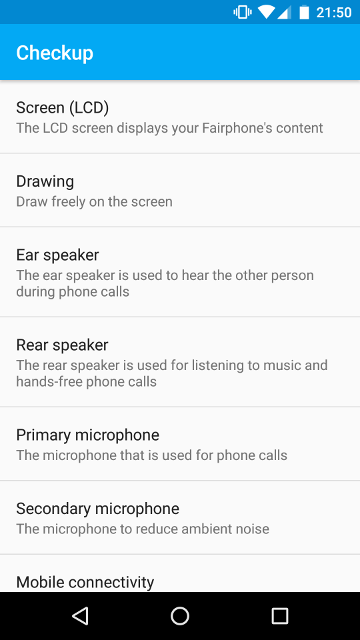 21:50
Checkup
Screen (LCD)
The LCD screen displays your Fairphone's content
Drawing
Draw freely on the screen
Ear speaker
The ear speaker is used to hear the other person
during phone calls
Rear speaker
The rear speaker is used for listening to music and
hands-free phone calls
Primary microphone
The microphone that is used for phone calls
Secondary microphone
The microphone to reduce ambient noise
Mobile connectivity